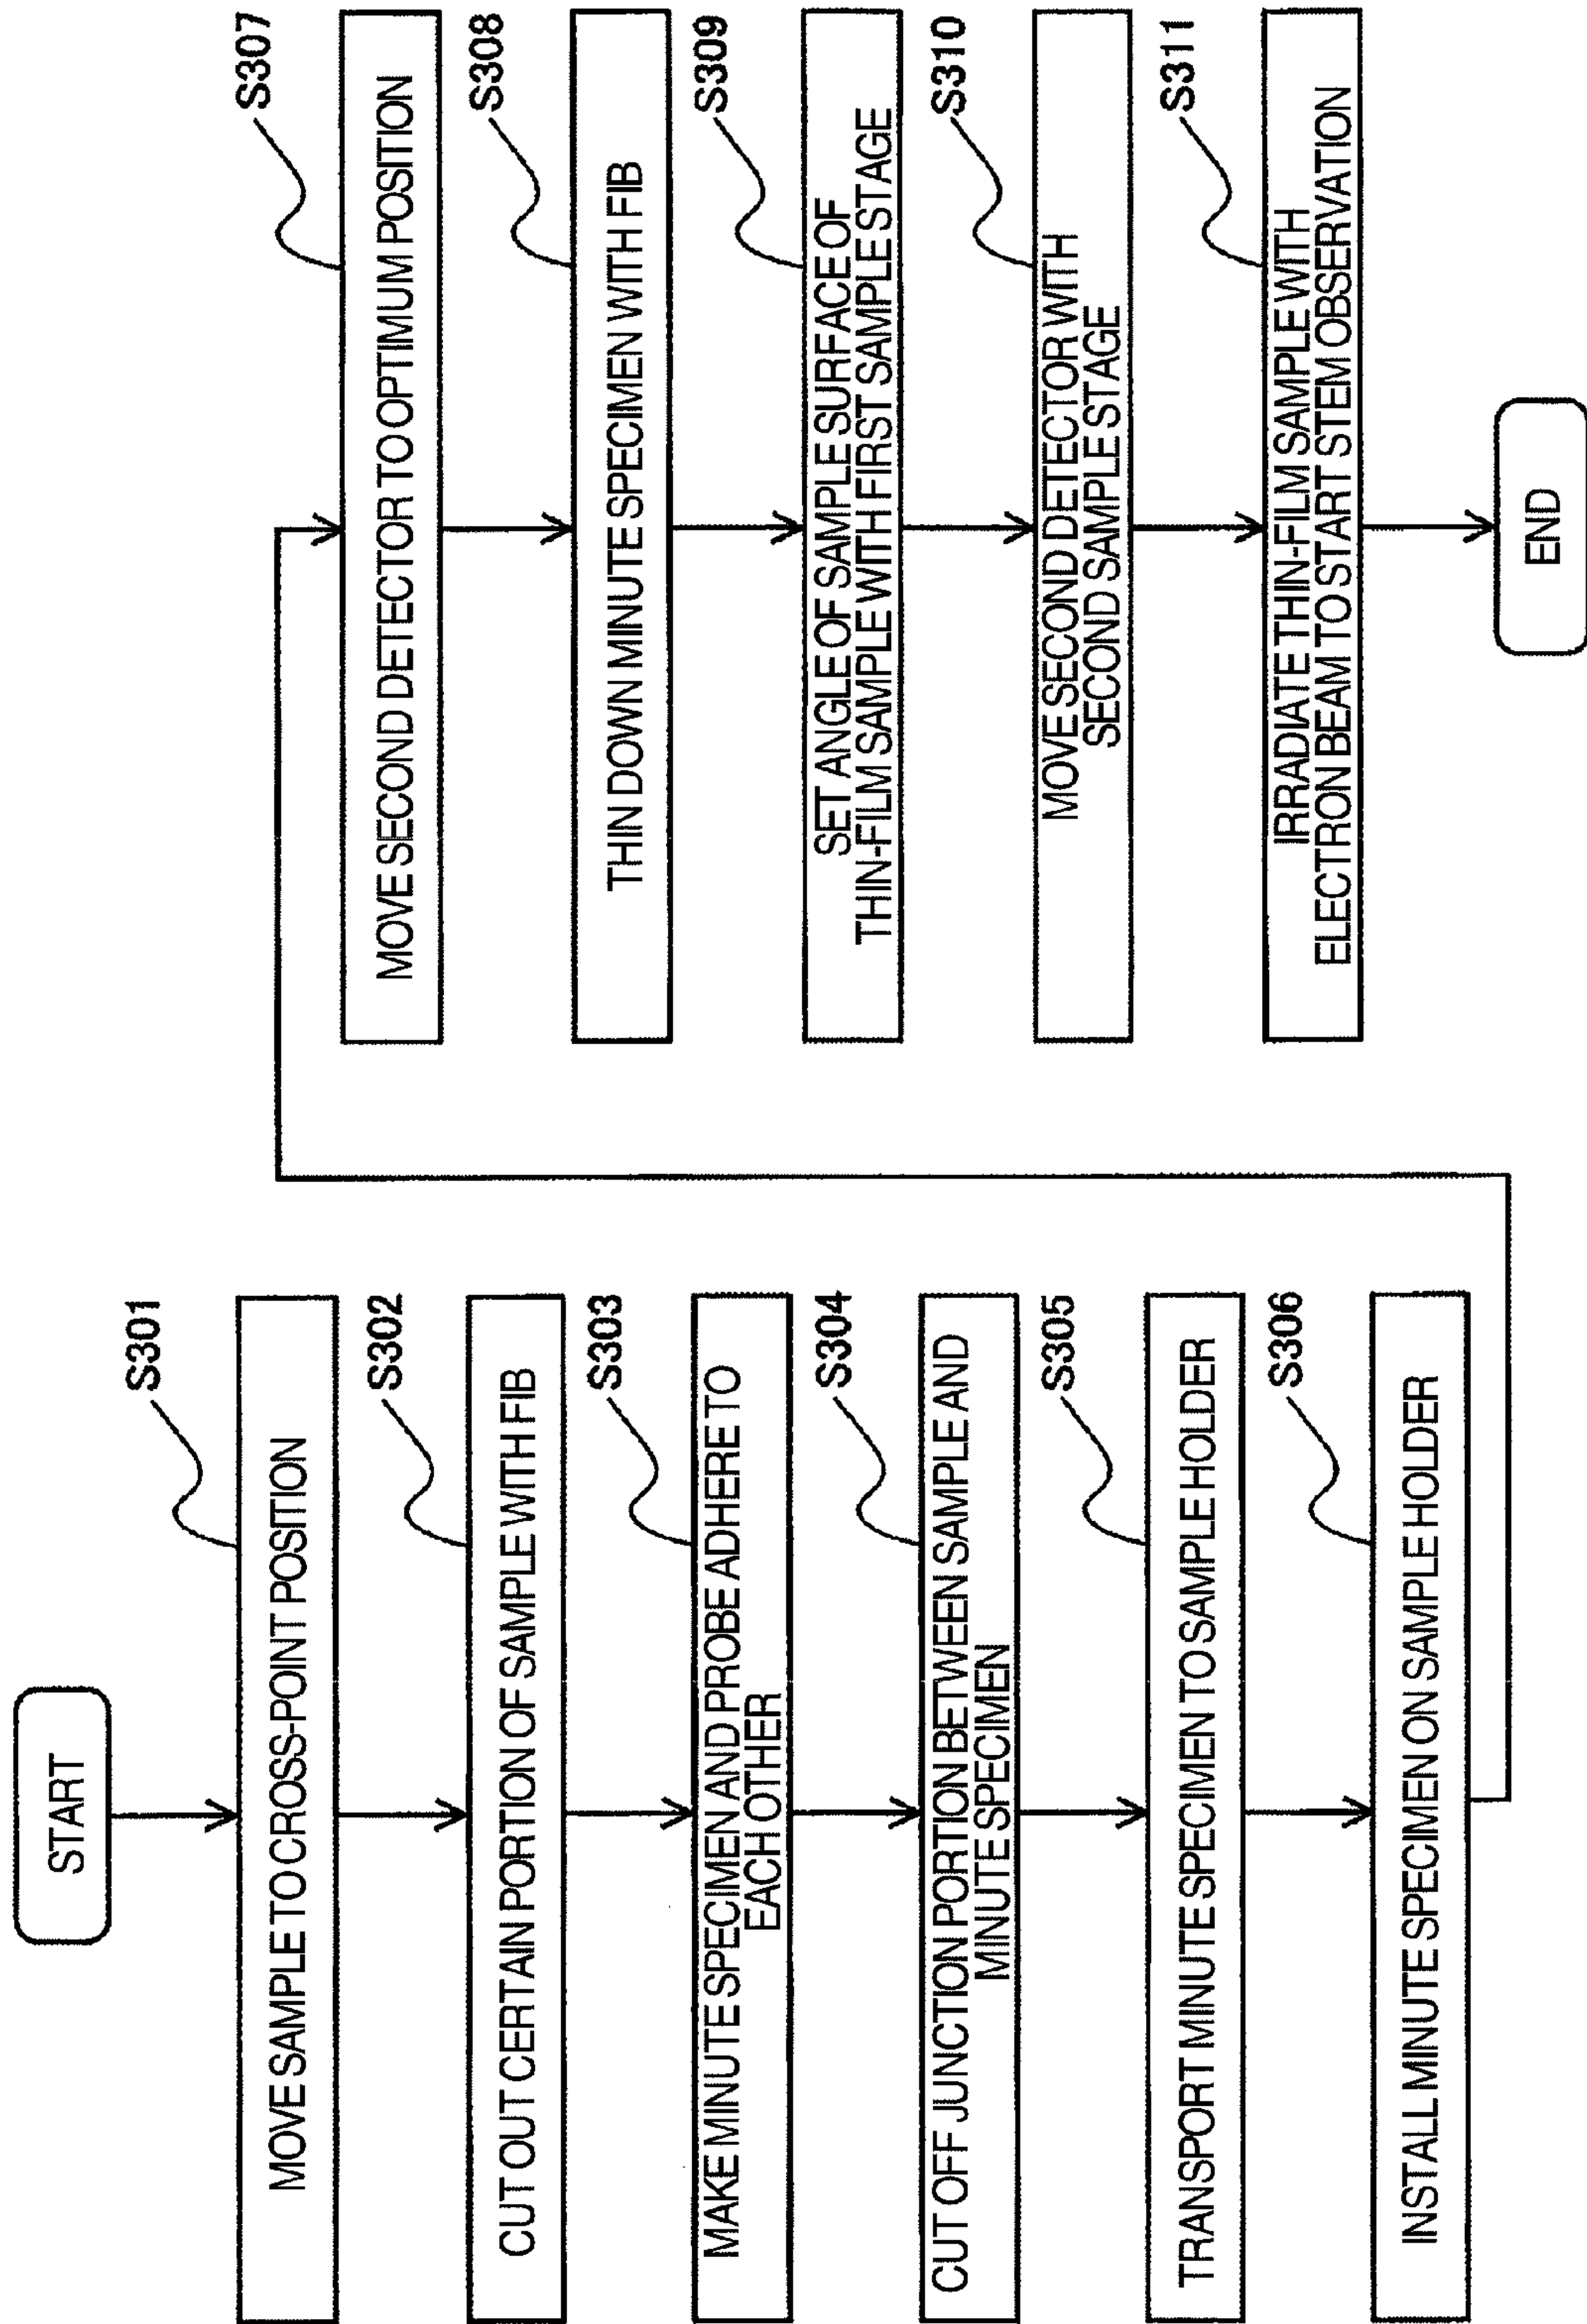 START
S301
MOVE SAMPLE TO CROSS-POINT POSITION
S302
CUT OUT CERTAIN PORTION OF SAMPLE WITH FIB
S303
MAKE MINUTE SPECIMEN AND PROBE ADHERE TO
EACH OTHER
S304
CUT OFF JUNCTION PORTION BETWEEN SAMPLE AND
MINUTE SPECIMEN
S305
TRANSPORT MINUTE SPECIMEN TO SAMPLE HOLDER
S306
INSTALL MINUTE SPECIMEN ON SAMPLE HOLDER
S307
MOVE SECOND DETECTOR TO OPTIMUM POSITION
S308
THIN DOWN MINUTE SPECIMEN WITH FIB
S309
SET ANGLE OF SAMPLE SURFACE OF
THIN-FILM SAMPLE WITH FIRST SAMPLE STAGE
S310
MOVE SECOND DETECTOR WITH
SECOND SAMPLE STAGE
S311
IRRADIATE THIN-FILM SAMPLE WITH
ELECTRON BEAM TO START STEM OBSERVATION
END